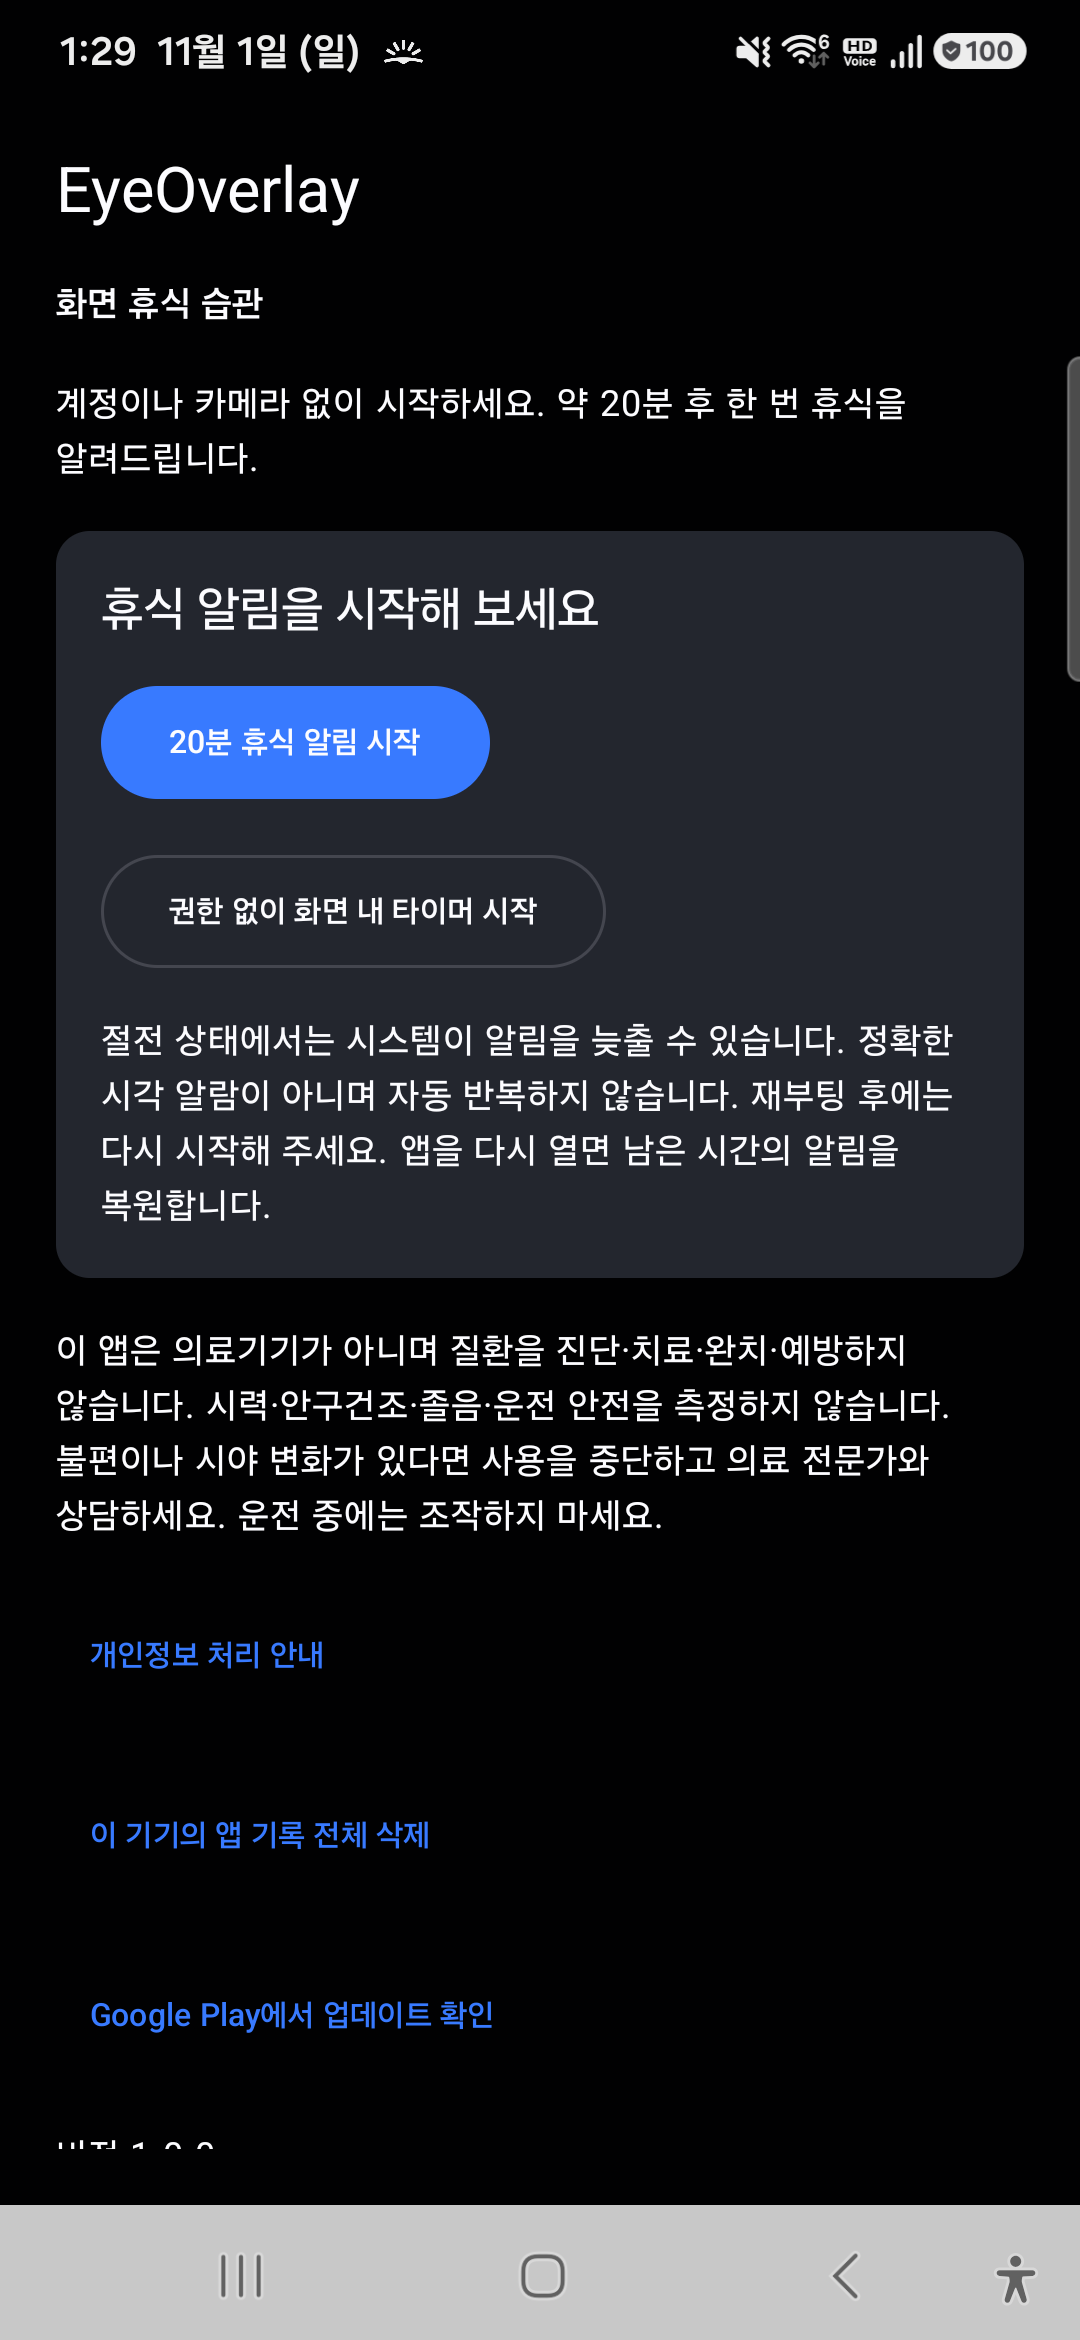 1:29 11월 1일 (일)
6 HD Voice 100
EyeOverlay
화면 휴식 습관
계정이나 카메라 없이 시작하세요. 약 20분 후 한 번 휴식을
알려드립니다.
휴식 알림을 시작해 보세요
20분 휴식 알림 시작
권한 없이 화면 내 타이머 시작
절전 상태에서는 시스템이 알림을 늦출 수 있습니다. 정확한
시각 알람이 아니며 자동 반복하지 않습니다. 재부팅 후에는
다시 시작해 주세요. 앱을 다시 열면 남은 시간의 알림을
복원합니다.
이 앱은 의료기기가 아니며 질환을 진단·치료·완치·예방하지
않습니다. 시력·안구건조·졸음·운전 안전을 측정하지 않습니다.
불편이나 시야 변화가 있다면 사용을 중단하고 의료 전문가와
상담하세요. 운전 중에는 조작하지 마세요.
개인정보 처리 안내
이 기기의 앱 기록 전체 삭제
Google Play에서 업데이트 확인